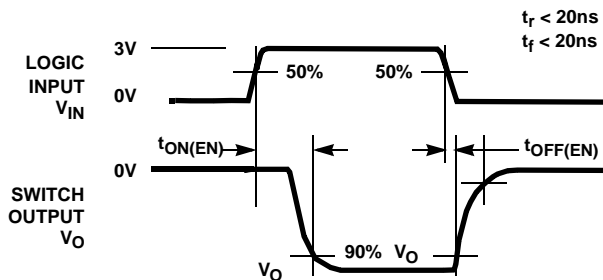 tr < 20ns
tf < 20ns
LOGIC
INPUT
VIN
3V
0V
50%
50%
tON(EN)
tOFF(EN)
SWITCH
OUTPUT
VO
0V
VO
90% VO